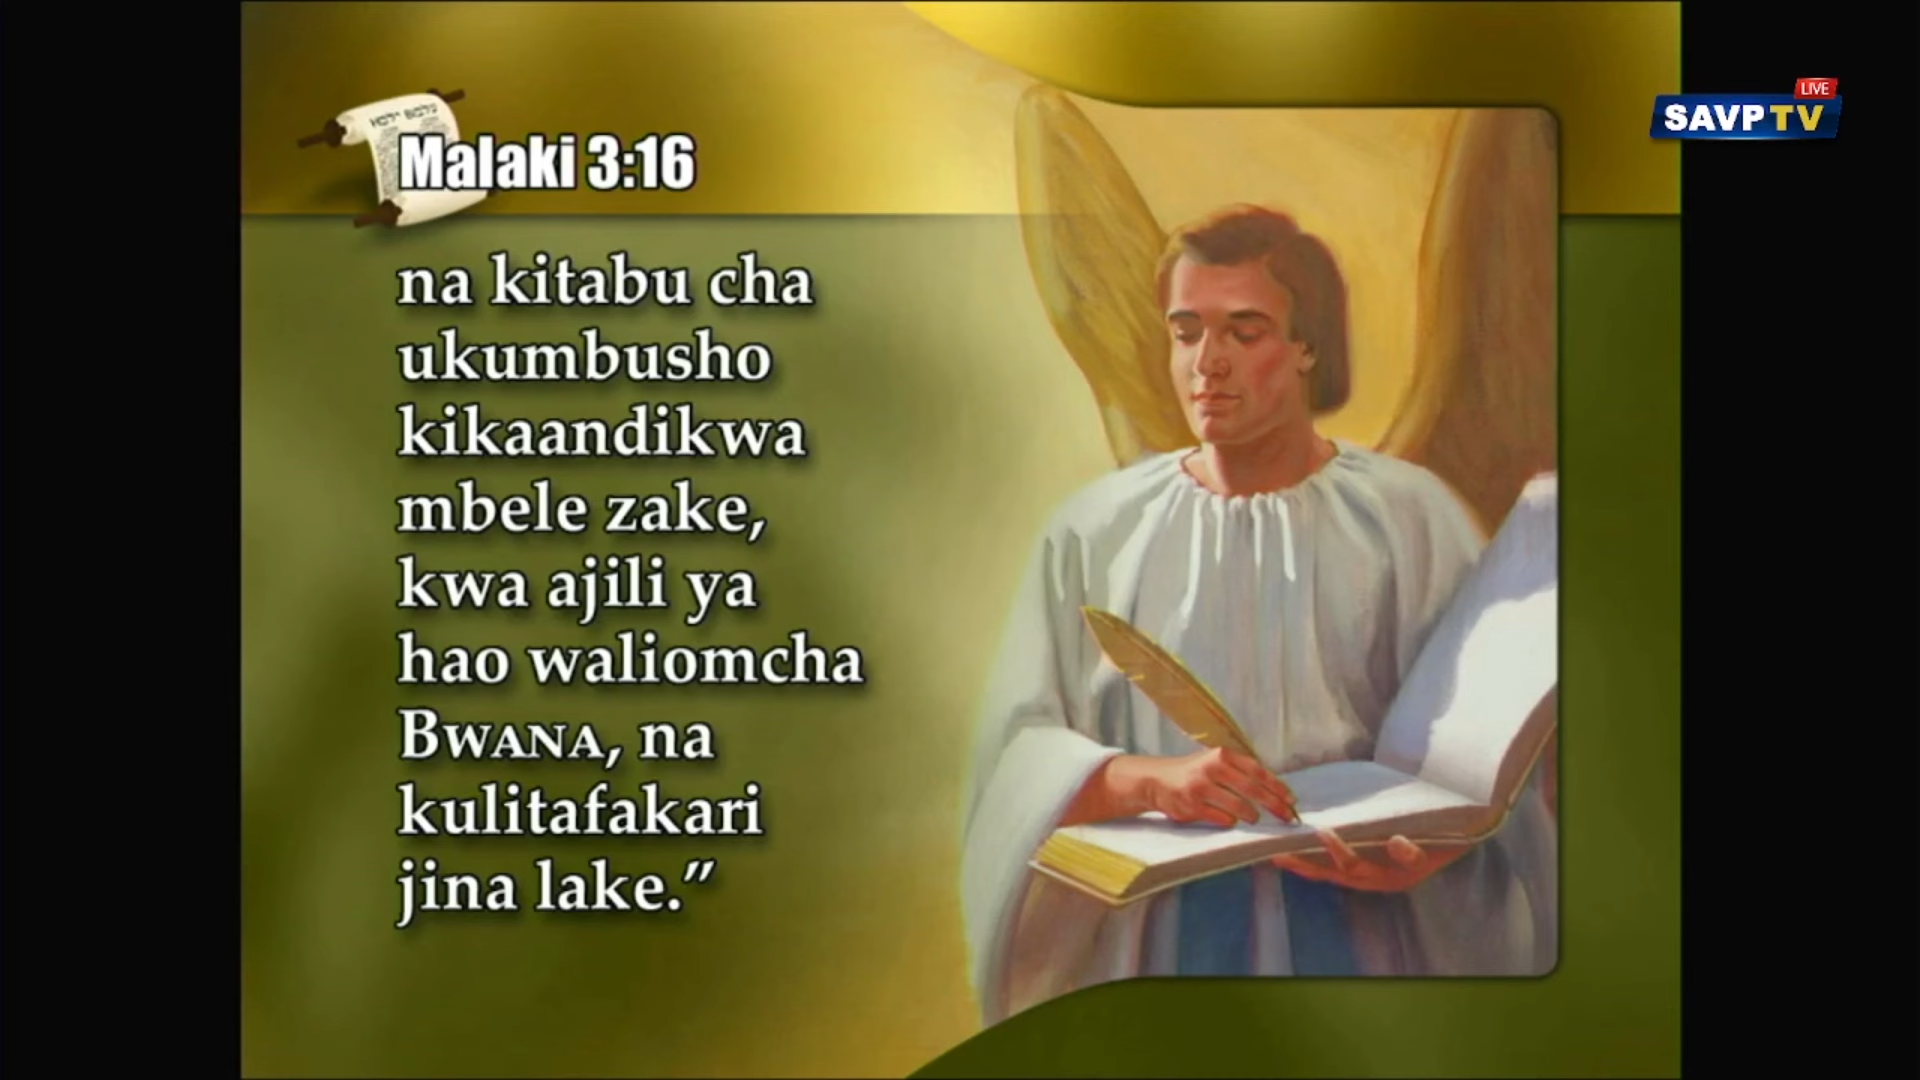 LIVE
SAVP TV
Malaki 3:16
na kitabu cha
ukumbusho
kikaandikwa
mbele zake,
kwa ajili ya
hao waliomcha
BWANA, na
kulitafakari
jina lake.”